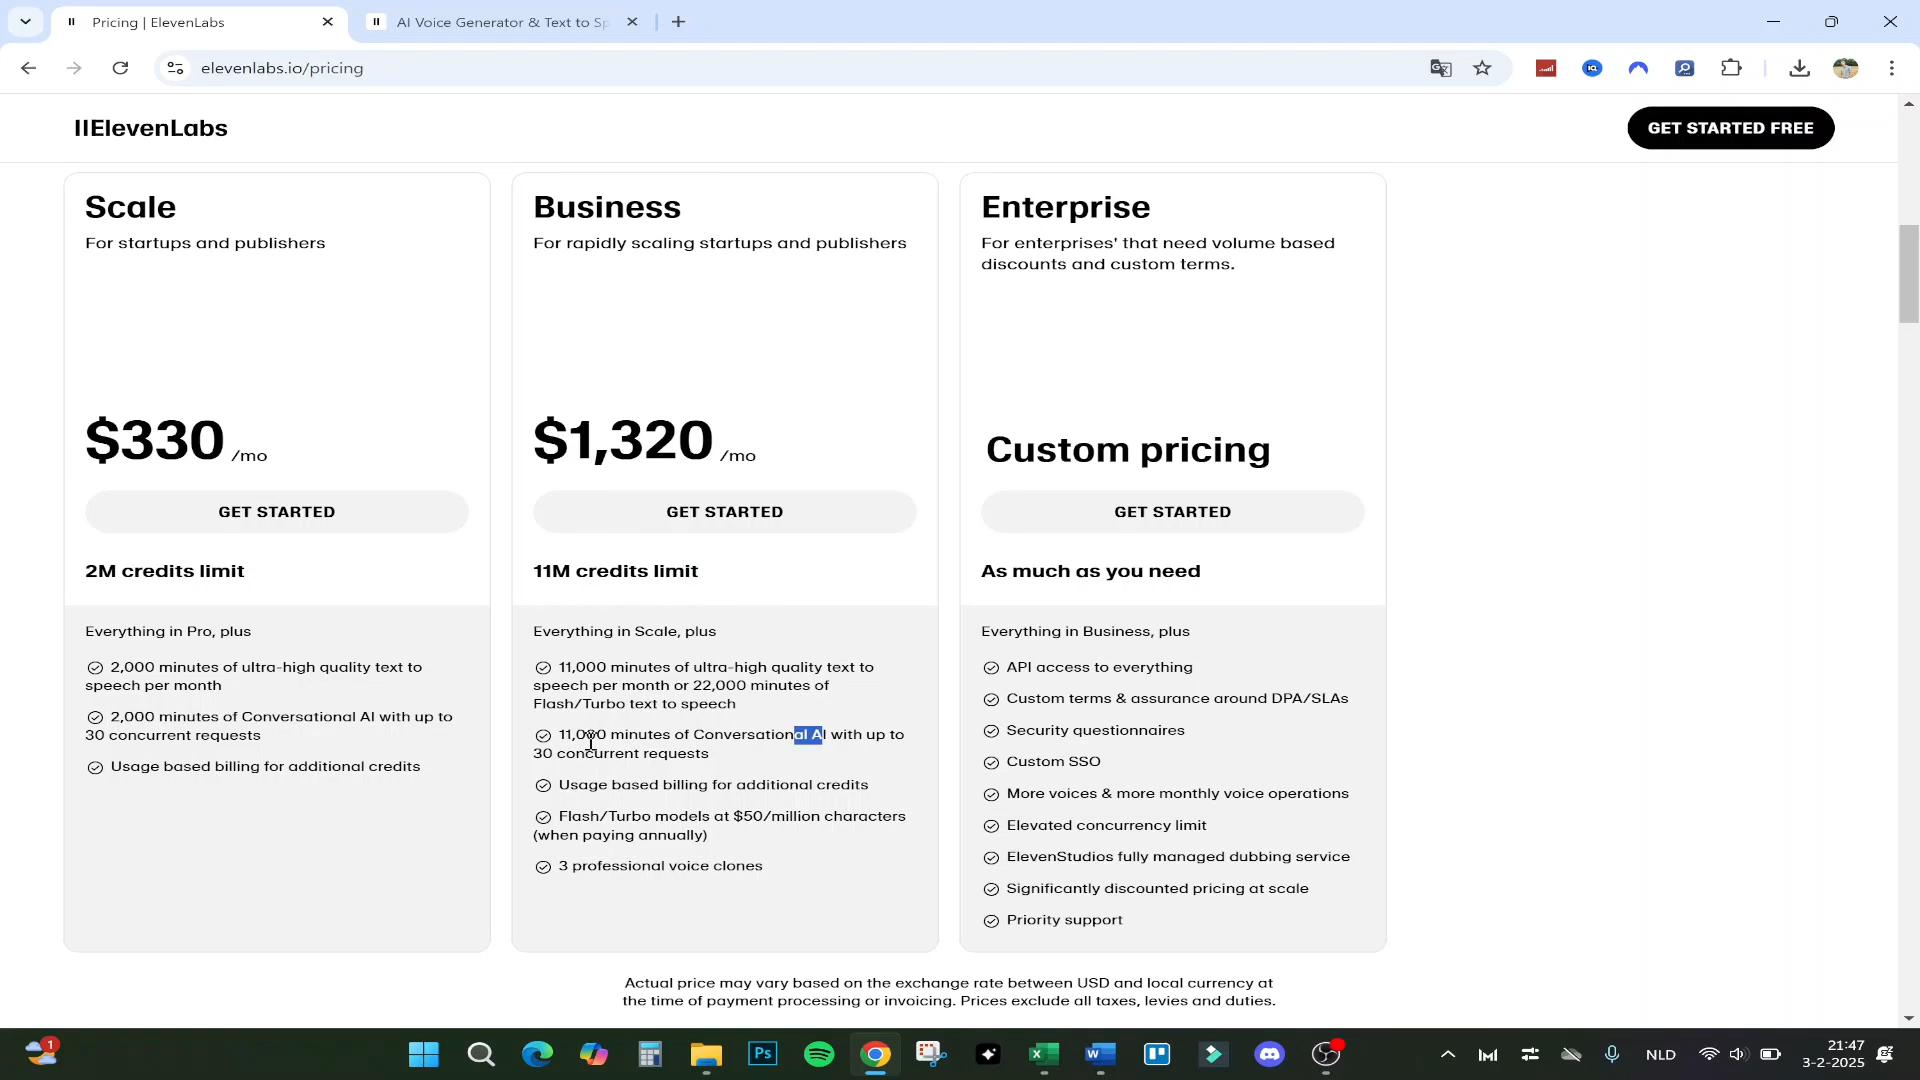 Pricing | ElevenLabs
AI Voice Generator & Text to Sp
elevenlabs.io/pricing
IIElevenLabs
GET STARTED FREE
Scale
For startups and publishers
$330 /mo
GET STARTED
2M credits limit
Everything in Pro, plus
2,000 minutes of ultra-high quality text to
speech per month
2,000 minutes of Conversational AI with up to
30 concurrent requests
Usage based billing for additional credits
Business
For rapidly scaling startups and publishers
$1,320 /mo
GET STARTED
11M credits limit
Everything in Scale, plus
11,000 minutes of ultra-high quality text to
speech per month or 22,000 minutes of
Flash/Turbo text to speech
11,000 minutes of Conversational AI with up to
30 concurrent requests
Usage based billing for additional credits
Flash/Turbo models at $50/million characters
(when paying annually)
3 professional voice clones
Enterprise
For enterprises' that need volume based
discounts and custom terms.
Custom pricing
GET STARTED
As much as you need
Everything in Business, plus
API access to everything
Custom terms & assurance around DPA/SLAs
Security questionnaires
Custom SSO
More voices & more monthly voice operations
Elevated concurrency limit
ElevenStudios fully managed dubbing service
Significantly discounted pricing at scale
Priority support
Actual price may vary based on the exchange rate between USD and local currency at
the time of payment processing or invoicing. Prices exclude all taxes, levies and duties.
1
Ps
NLD
21:47
3-2-2025